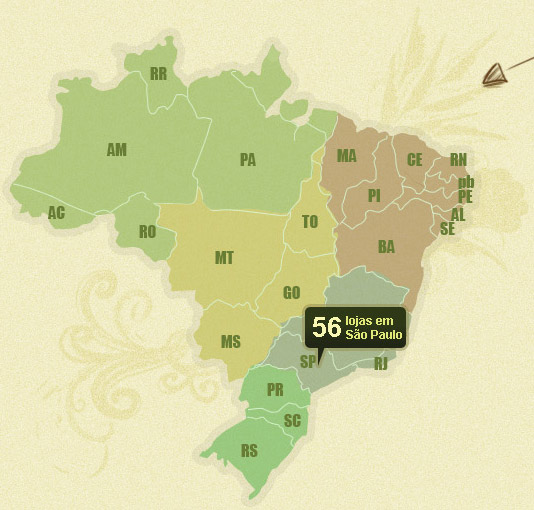 RR
AM
PA
MA
CE
RN
pb
PE
PI
AL
SE
AC
RO
TO
BA
MT
GO
56 lojas em
São Paulo
MS
SP
RJ
PR
SC
RS